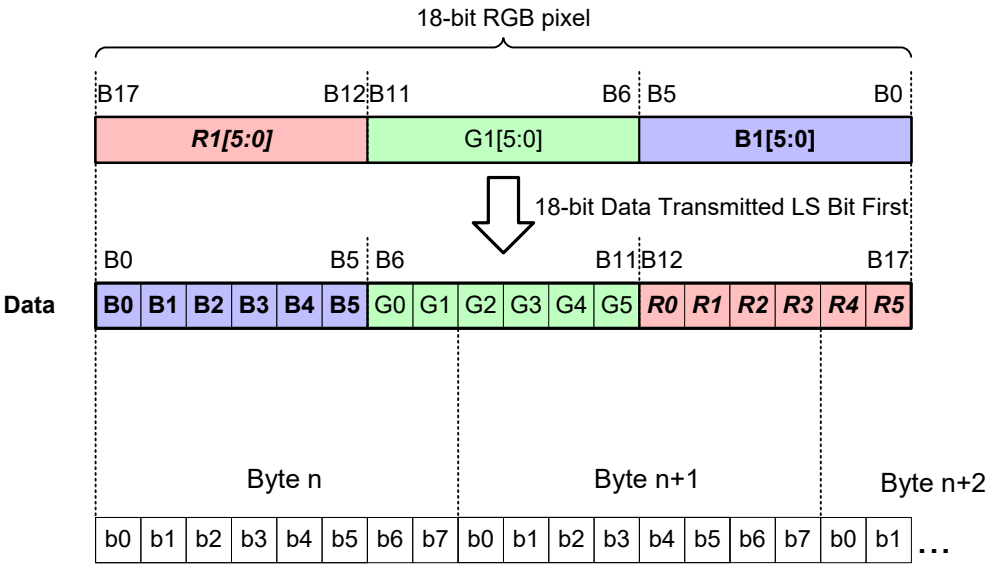 18-bit RGB pixel
B17 B12 B11 B6 B5 B0
R1[5:0] G1[5:0] B1[5:0]
18-bit Data Transmitted LS Bit First
B0 B5 B6 B11 B12 B17
Data B0 B1 B2 B3 B4 B5 G0 G1 G2 G3 G4 G5 R0 R1 R2 R3 R4 R5
Byte n Byte n+1 Byte n+2
b0 b1 b2 b3 b4 b5 b6 b7 b0 b1 b2 b3 b4 b5 b6 b7 b0 b1 ...